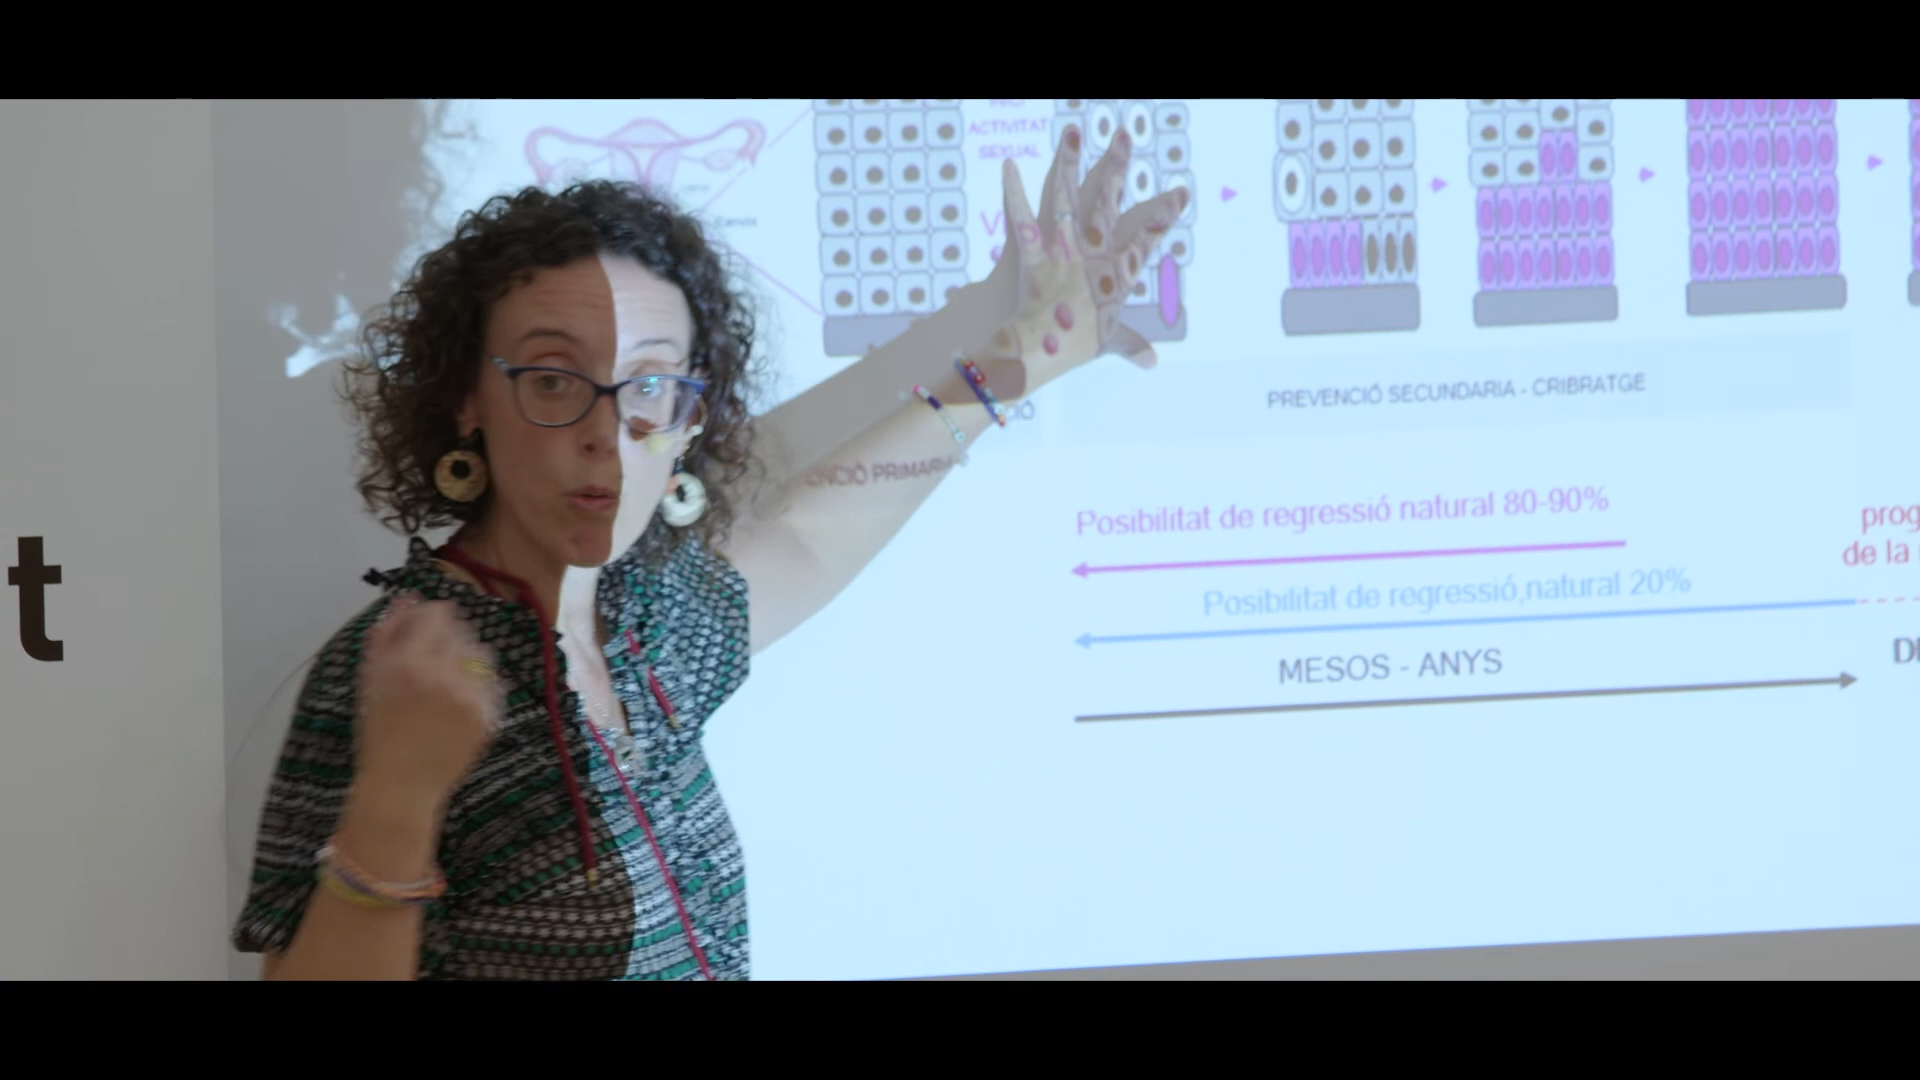 ACTIVITAT
SEXUAL
Cervix
PREVENCIÓ SECUNDARIA - CRIBRATGE
Posibilitat de regressió natural 80-90%
Posibilitat de regressió,natural 20%
MESOS - ANYS
prog
de la
t